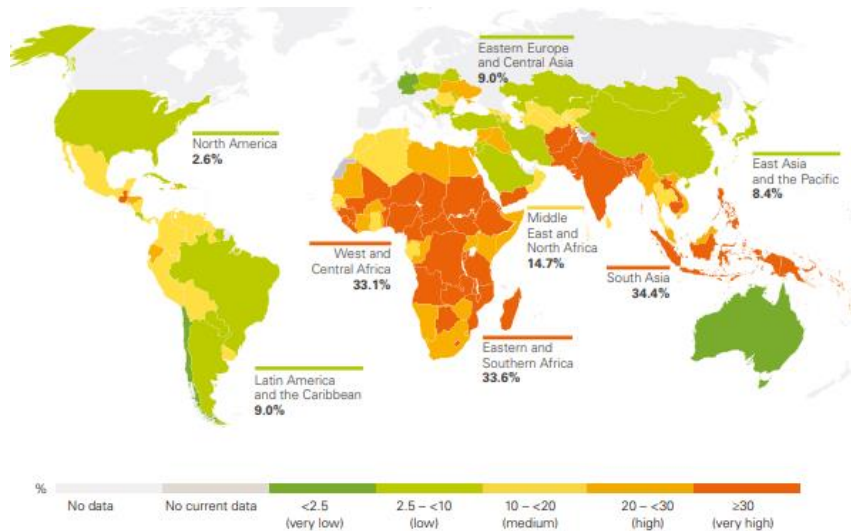 Eastern Europe
and Central Asia
9.0%
North America
2.6%
East Asia
and the Pacific
8.4%
Middle
East and
North Africa
14.7%
West and
Central Africa
33.1%
South Asia
34.4%
Eastern and
Southern Africa
33.6%
Latin America
and the Caribbean
9.0%
%
No data
No current data
<2.5
(very low)
2.5 – <10
(low)
10 – <20
(medium)
20 – <30
(high)
≥30
(very high)